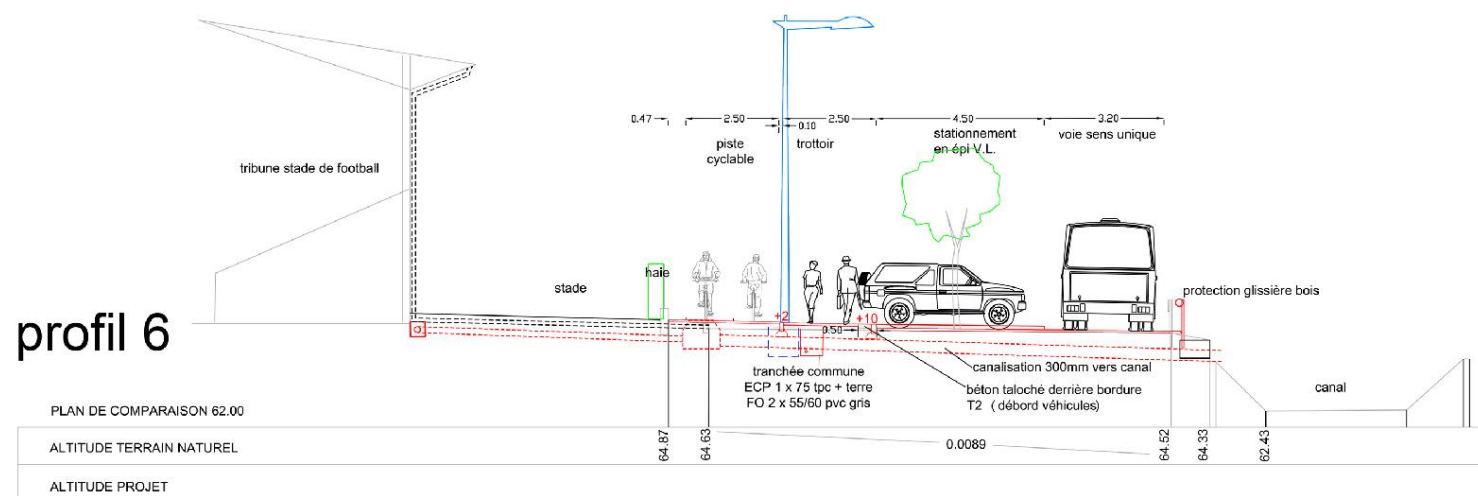 0.47
2.50
0.10
2.50
4.50
3.20
piste
cyclable
trottoir
stationnement
en épi V.L.
voie sens unique
tribune stade de football
haie
stade
protection glissière bois
profil 6
+2
0.50
+10
tranchée commune
ECP 1 x 75 tpc + terre
FO 2 x 55/60 pvc gris
canalisation 300mm vers canal
béton taloché derrière bordure
T2 ( débord véhicules)
canal
PLAN DE COMPARAISON 62.00
ALTITUDE TERRAIN NATUREL
64.87
64.63
0.0089
64.52
64.33
62.43
ALTITUDE PROJET